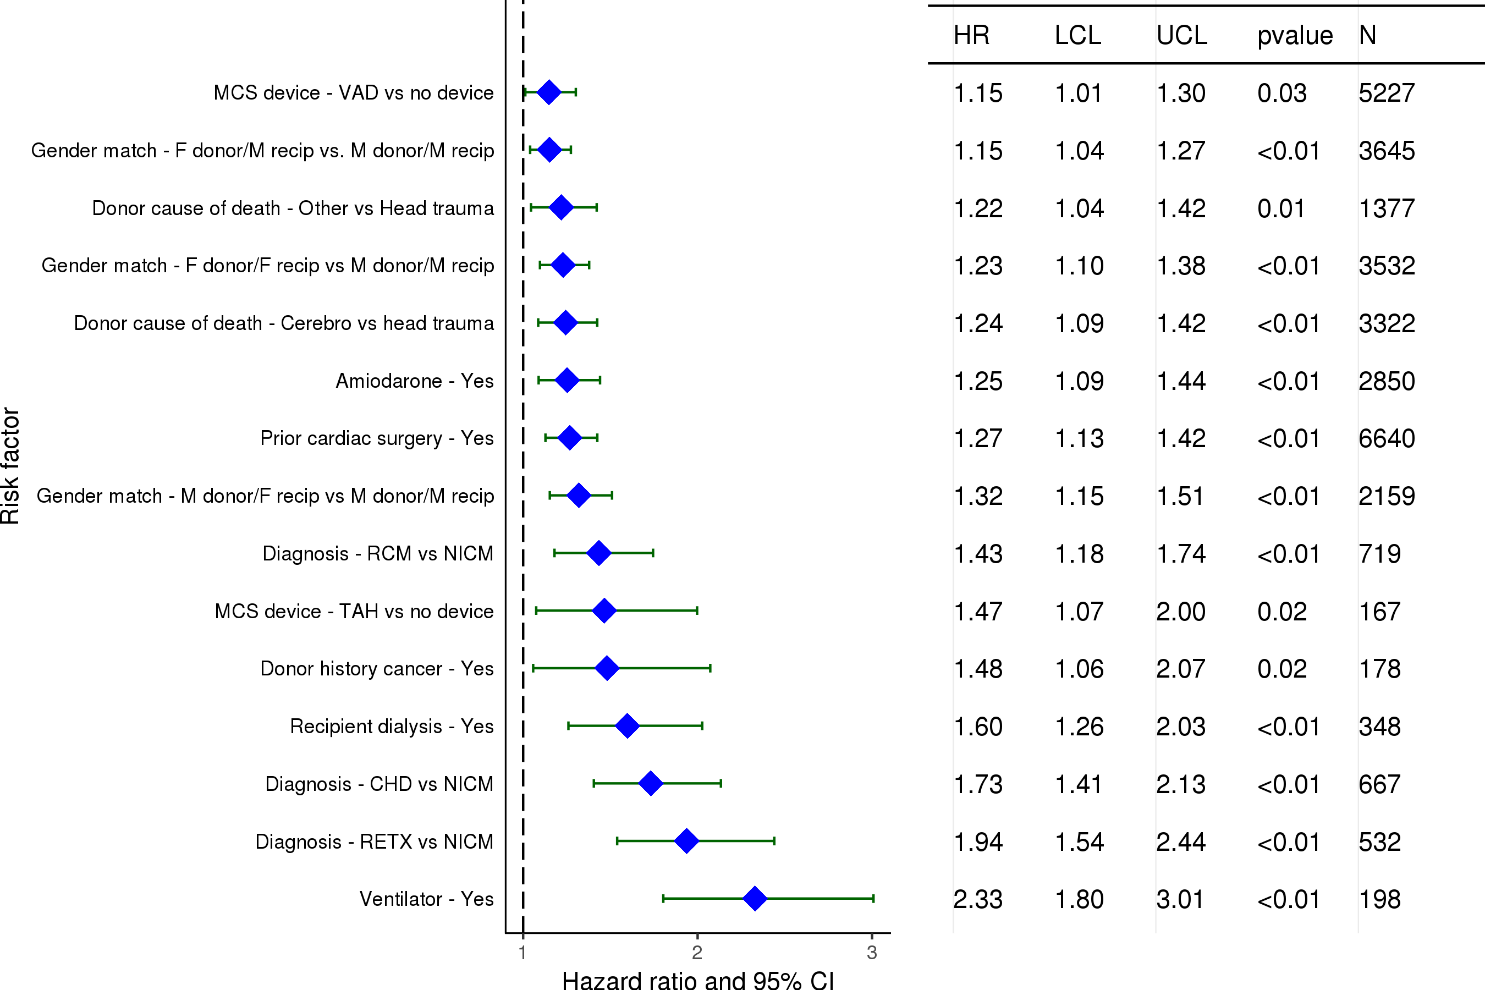 HR LCL UCL pvalue N
MCS device - VAD vs no device 1.15 1.01 1.30 0.03 5227
Gender match - F donor/M recip vs. M donor/M recip 1.15 1.04 1.27 <0.01 3645
Donor cause of death - Other vs Head trauma 1.22 1.04 1.42 0.01 1377
Gender match - F donor/F recip vs M donor/M recip 1.23 1.10 1.38 <0.01 3532
Donor cause of death - Cerebro vs head trauma 1.24 1.09 1.42 <0.01 3322
Amiodarone - Yes 1.25 1.09 1.44 <0.01 2850
Prior cardiac surgery - Yes 1.27 1.13 1.42 <0.01 6640
Gender match - M donor/F recip vs M donor/M recip 1.32 1.15 1.51 <0.01 2159
Diagnosis - RCM vs NICM 1.43 1.18 1.74 <0.01 719
MCS device - TAH vs no device 1.47 1.07 2.00 0.02 167
Donor history cancer - Yes 1.48 1.06 2.07 0.02 178
Recipient dialysis - Yes 1.60 1.26 2.03 <0.01 348
Diagnosis - CHD vs NICM 1.73 1.41 2.13 <0.01 667
Diagnosis - RETX vs NICM 1.94 1.54 2.44 <0.01 532
Ventilator - Yes 2.33 1.80 3.01 <0.01 198
Risk factor
1 2 3
Hazard ratio and 95% CI